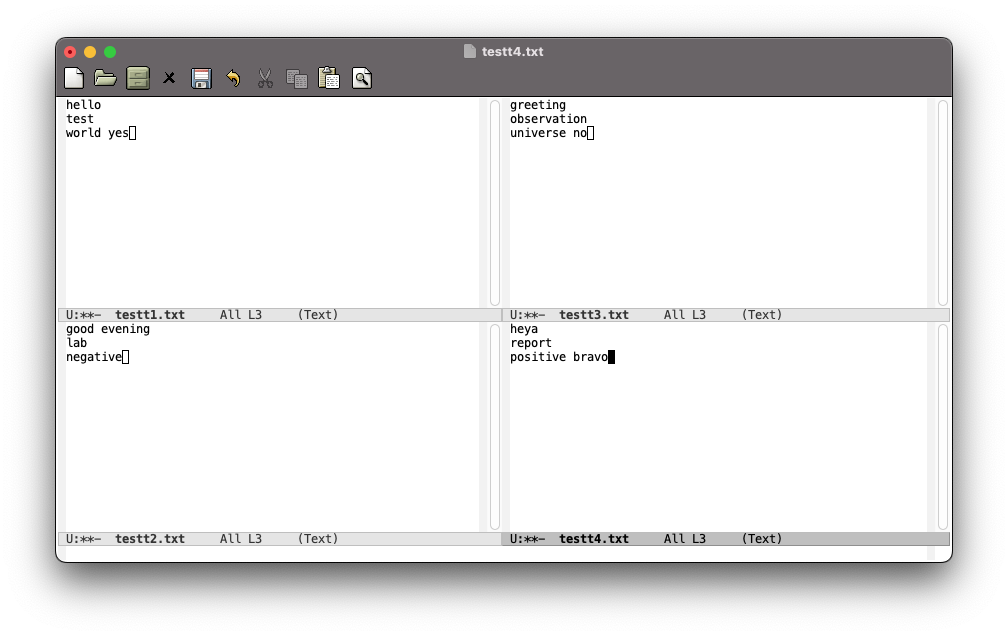 testt4.txt
hello
test
world yes
U:**-  testt1.txt     All L3     (Text)
greeting
observation
universe no
U:**-  testt3.txt     All L3     (Text)
good evening
lab
negative
U:**-  testt2.txt     All L3     (Text)
heya
report
positive bravo
U:**-  testt4.txt     All L3     (Text)